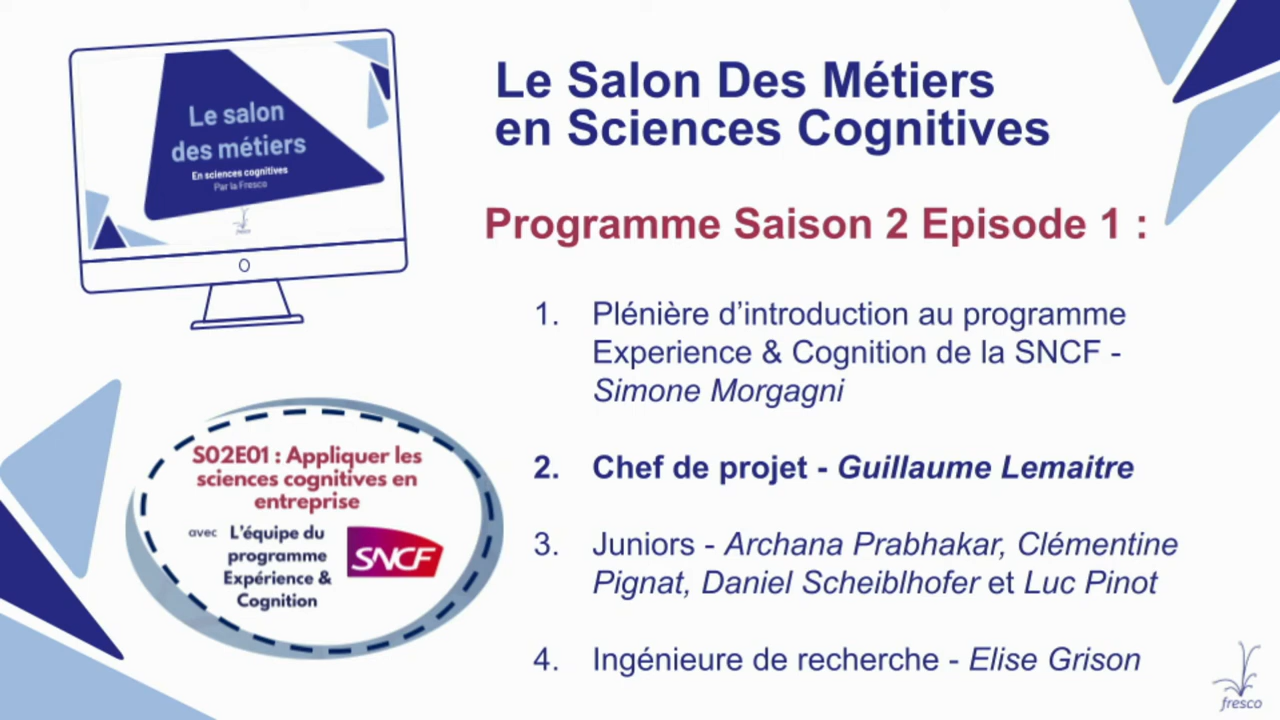 Le salon
des métiers
En sciences cognitives
Par la Fresco
fresco
Le Salon Des Métiers
en Sciences Cognitives
Programme Saison 2 Episode 1 :
1. Plénière d’introduction au programme
Experience & Cognition de la SNCF -
Simone Morgagni
2. Chef de projet - Guillaume Lemaitre
3. Juniors - Archana Prabhakar, Clémentine
Pignat, Daniel Scheiblhofer et Luc Pinot
4. Ingénieure de recherche - Elise Grison
S02E01 : Appliquer les
sciences cognitives en
entreprise
avec L’équipe du
programme
Expérience &
Cognition
SNCF
fresco